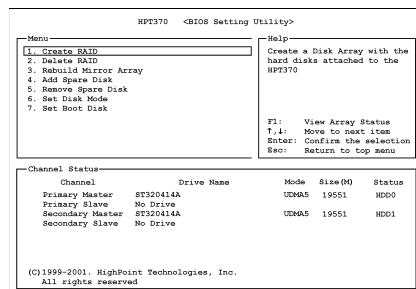 HPT370 <BIOS Setting Utility>
Menu
1. Create RAID
2. Delete RAID
3. Rebuild Mirror Array
4. Add Spare Disk
5. Remove Spare Disk
6. Set Disk Mode
7. Set Boot Disk
Help
Create a Disk Array with the
hard disks attached to the
HPT370
F1: View Array Status
↑,↓: Move to next item
Enter: Confirm the selection
Esc: Return to top menu
Channel Status
Channel Drive Name Mode Size(M) Status
Primary Master ST320414A UDMA5 19551 HDD0
Primary Slave No Drive
Secondary Master ST320414A UDMA5 19551 HDD1
Secondary Slave No Drive
(C)1999-2001. HighPoint Technologies, Inc.
All rights reserved